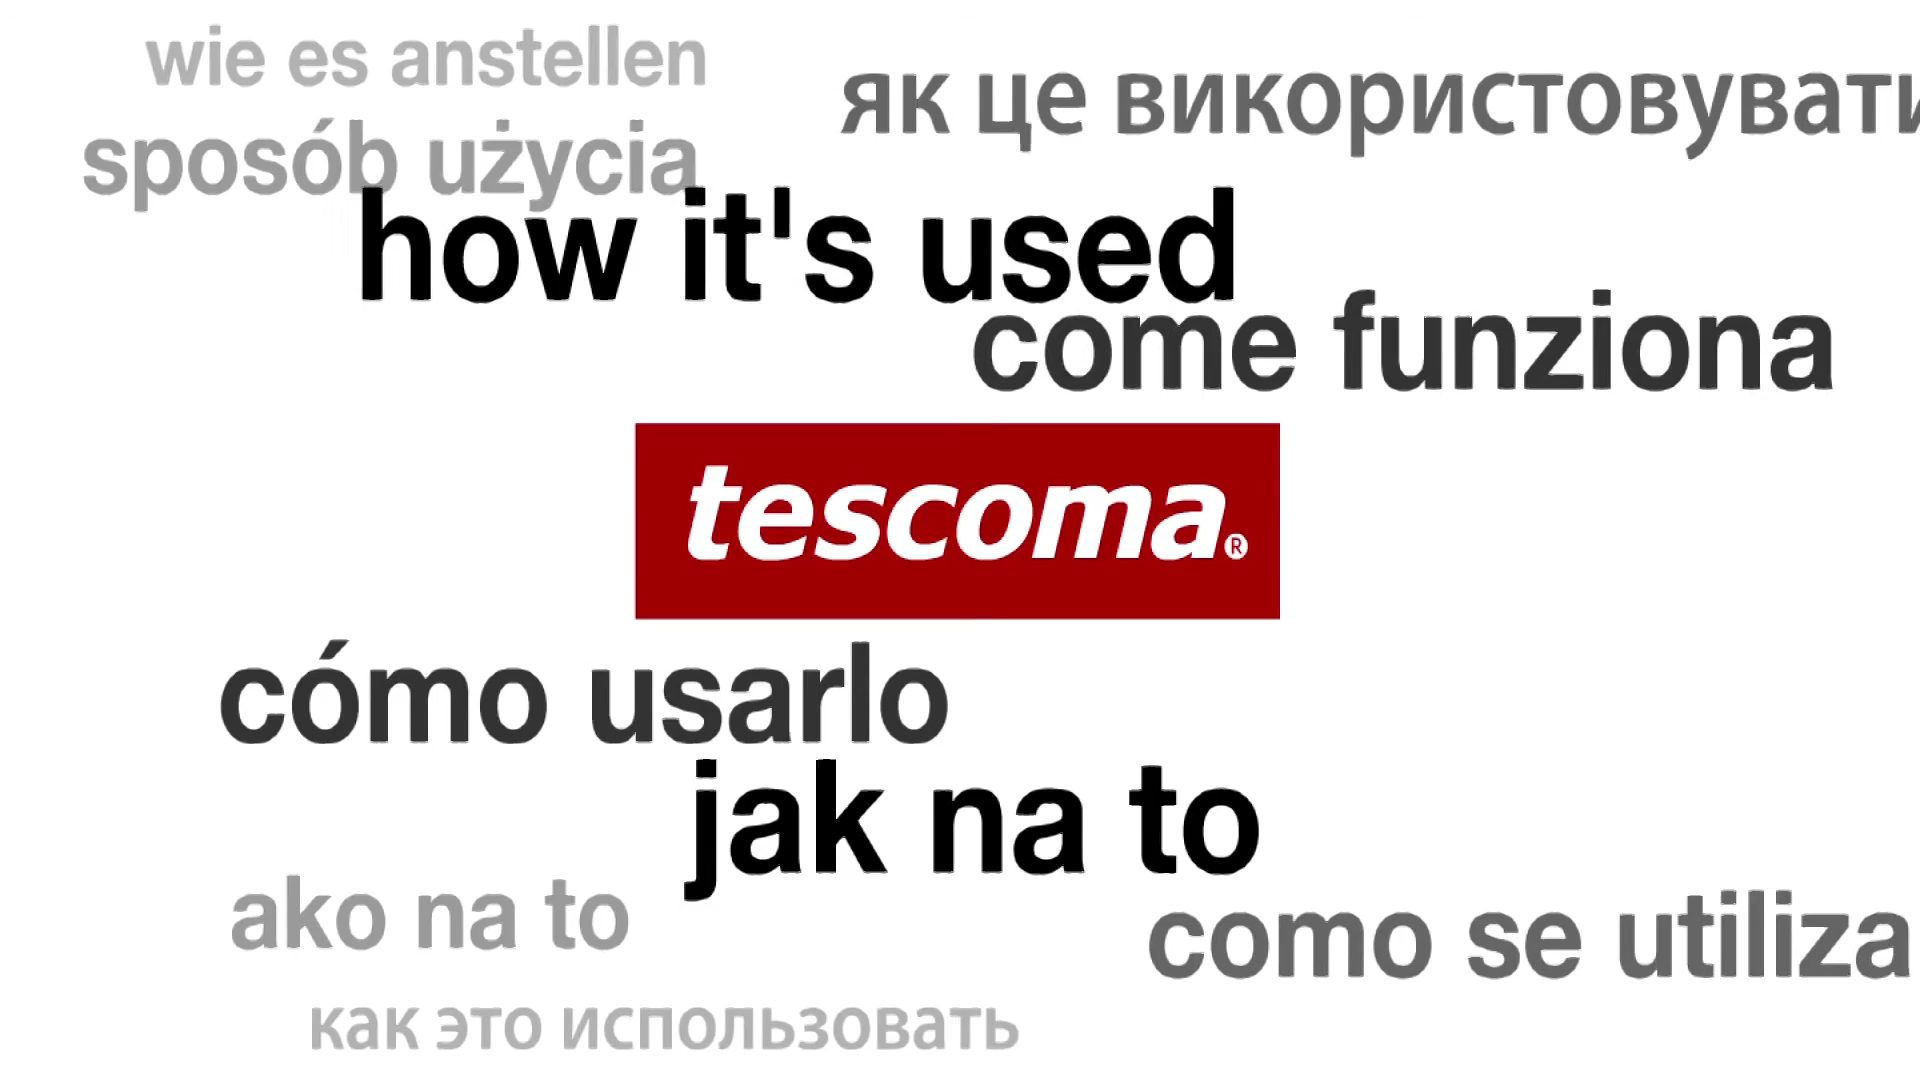 wie es anstellen
як це використовувати
sposób użycia
how it's used
come funziona
tescoma®
cómo usarlo
jak na to
ako na to
como se utiliza
как это использовать